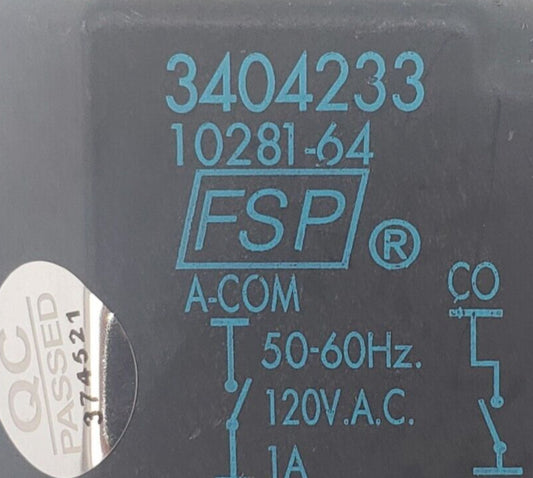 3404233
10281-64
FSP®
A-COM
CO
50-60Hz.
120V.A.C.
1A
QC
PASSED
374521